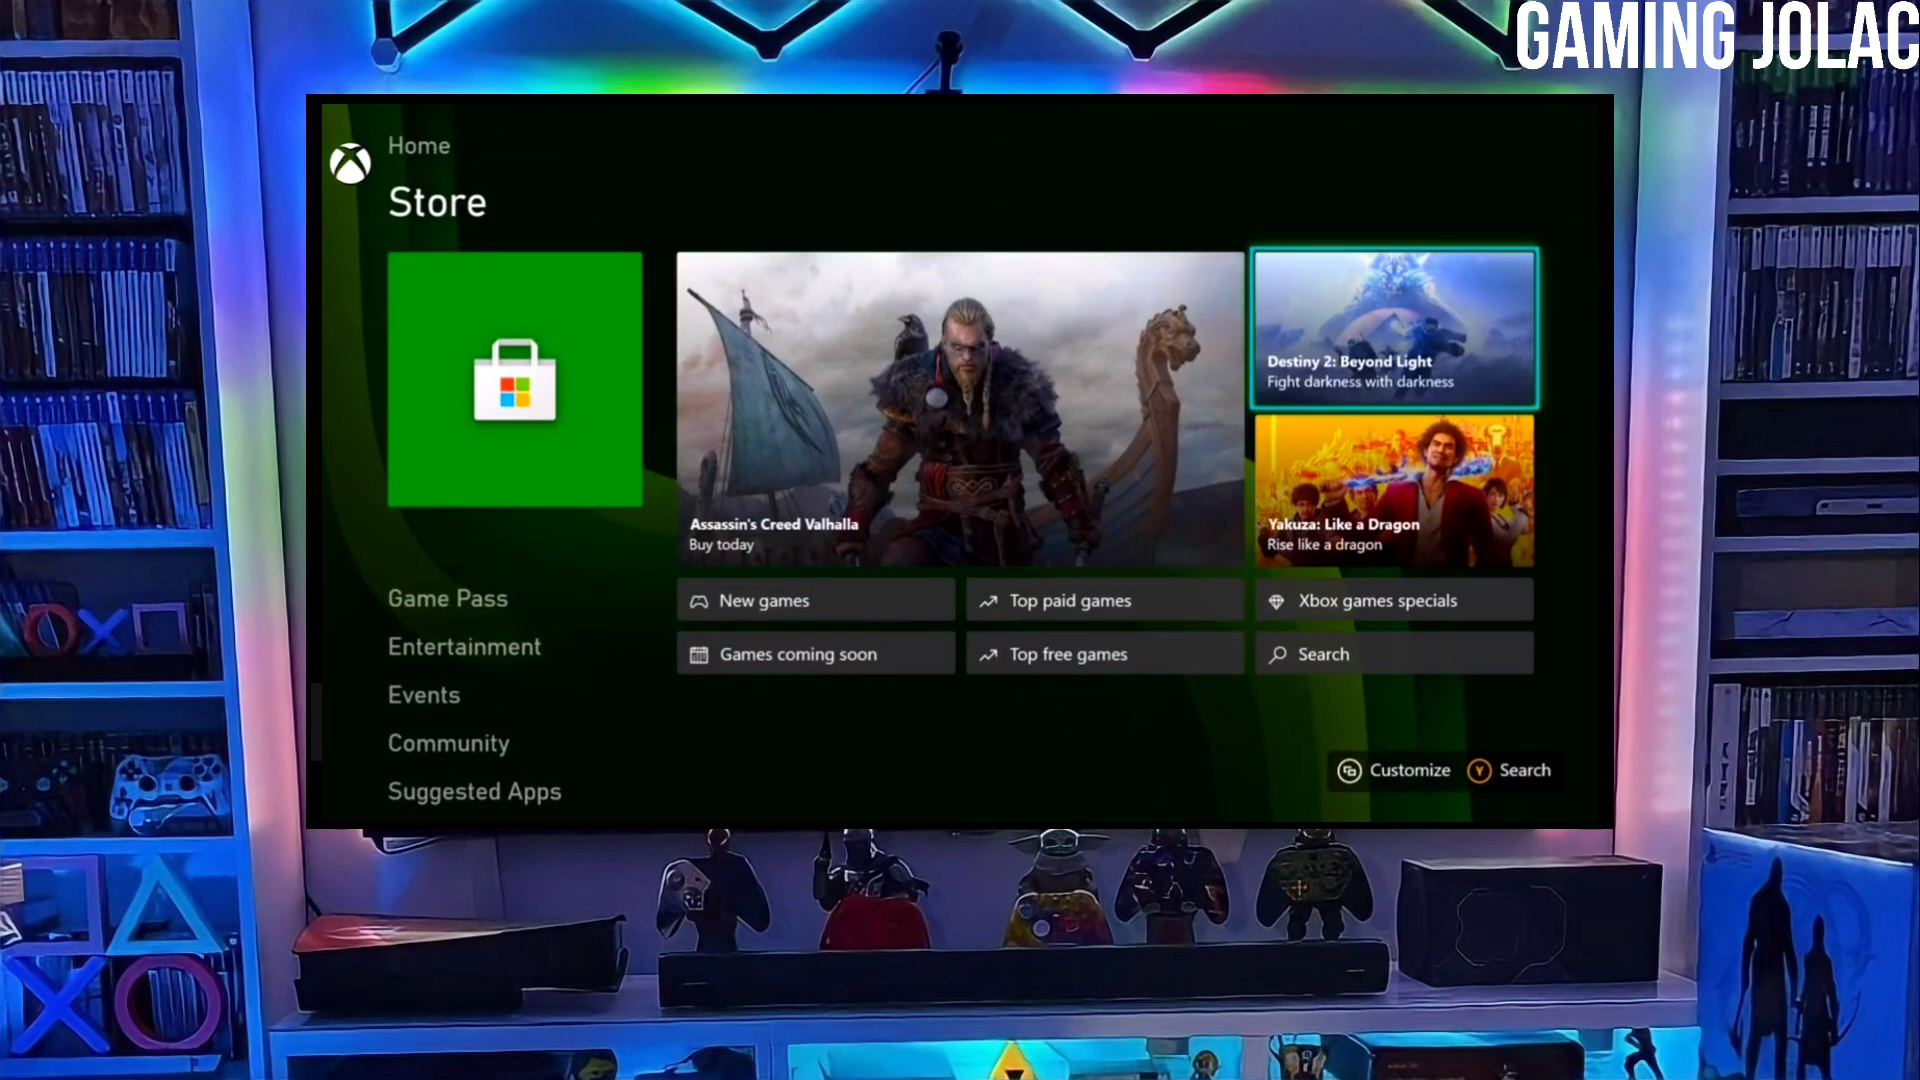 GAMING JOLAC
Home
Store
Destiny 2: Beyond Light
Fight darkness with darkness
Assassin's Creed Valhalla
Buy today
Yakuza: Like a Dragon
Rise like a dragon
Game Pass
Entertainment
Events
Community
Suggested Apps
New games
Top paid games
Xbox games specials
Games coming soon
Top free games
Search
Customize
Y Search